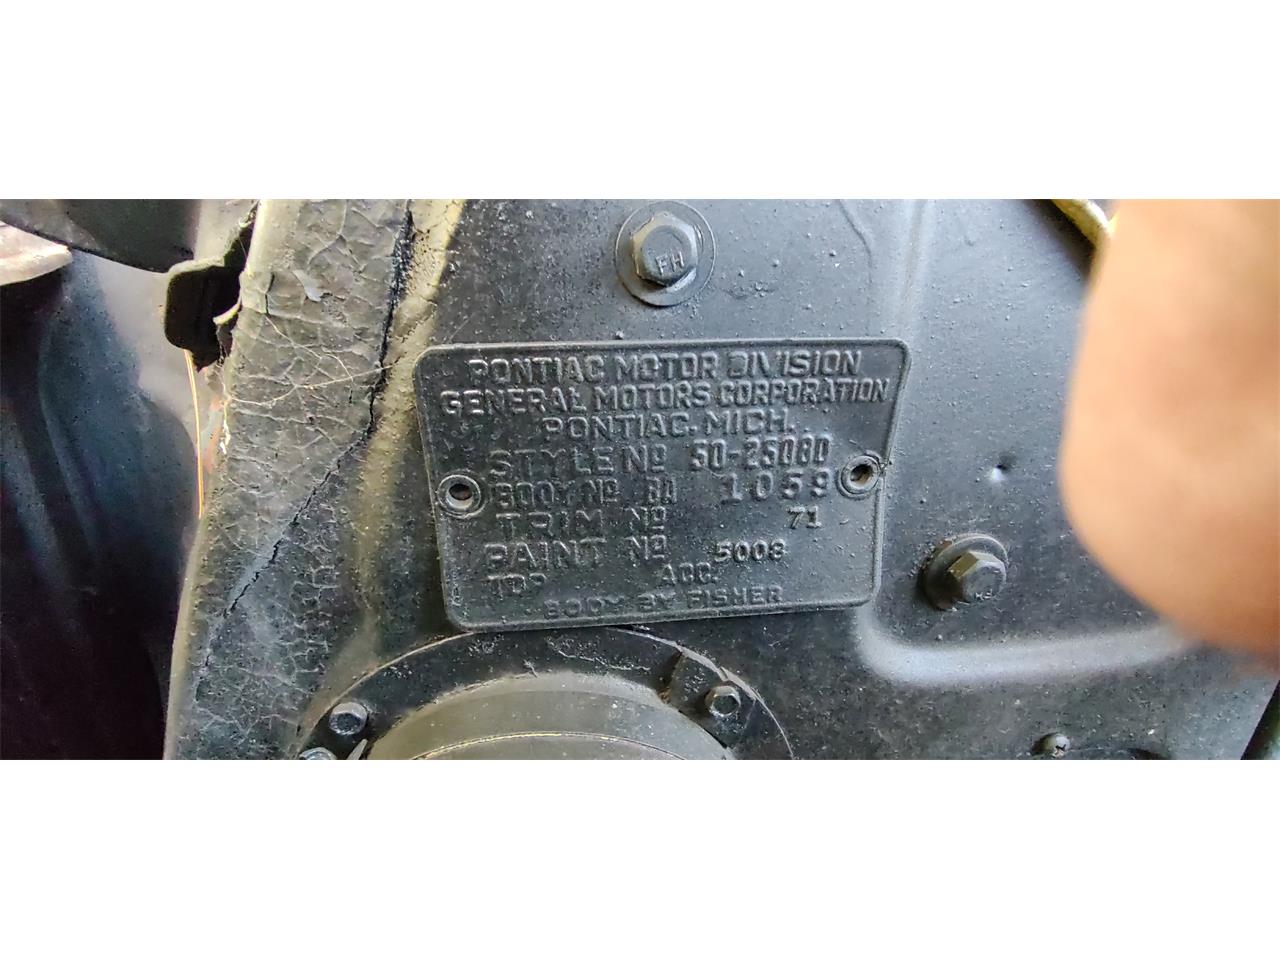 FH
PONTIAC MOTOR DIVISION
GENERAL MOTORS CORPORATION
PONTIAC, MICH.
STYLE Nº 50-2508D
BODY Nº BA 1059
TRIM Nº 71
PAINT Nº 5008
TOP ACC.
BODY BY FISHER